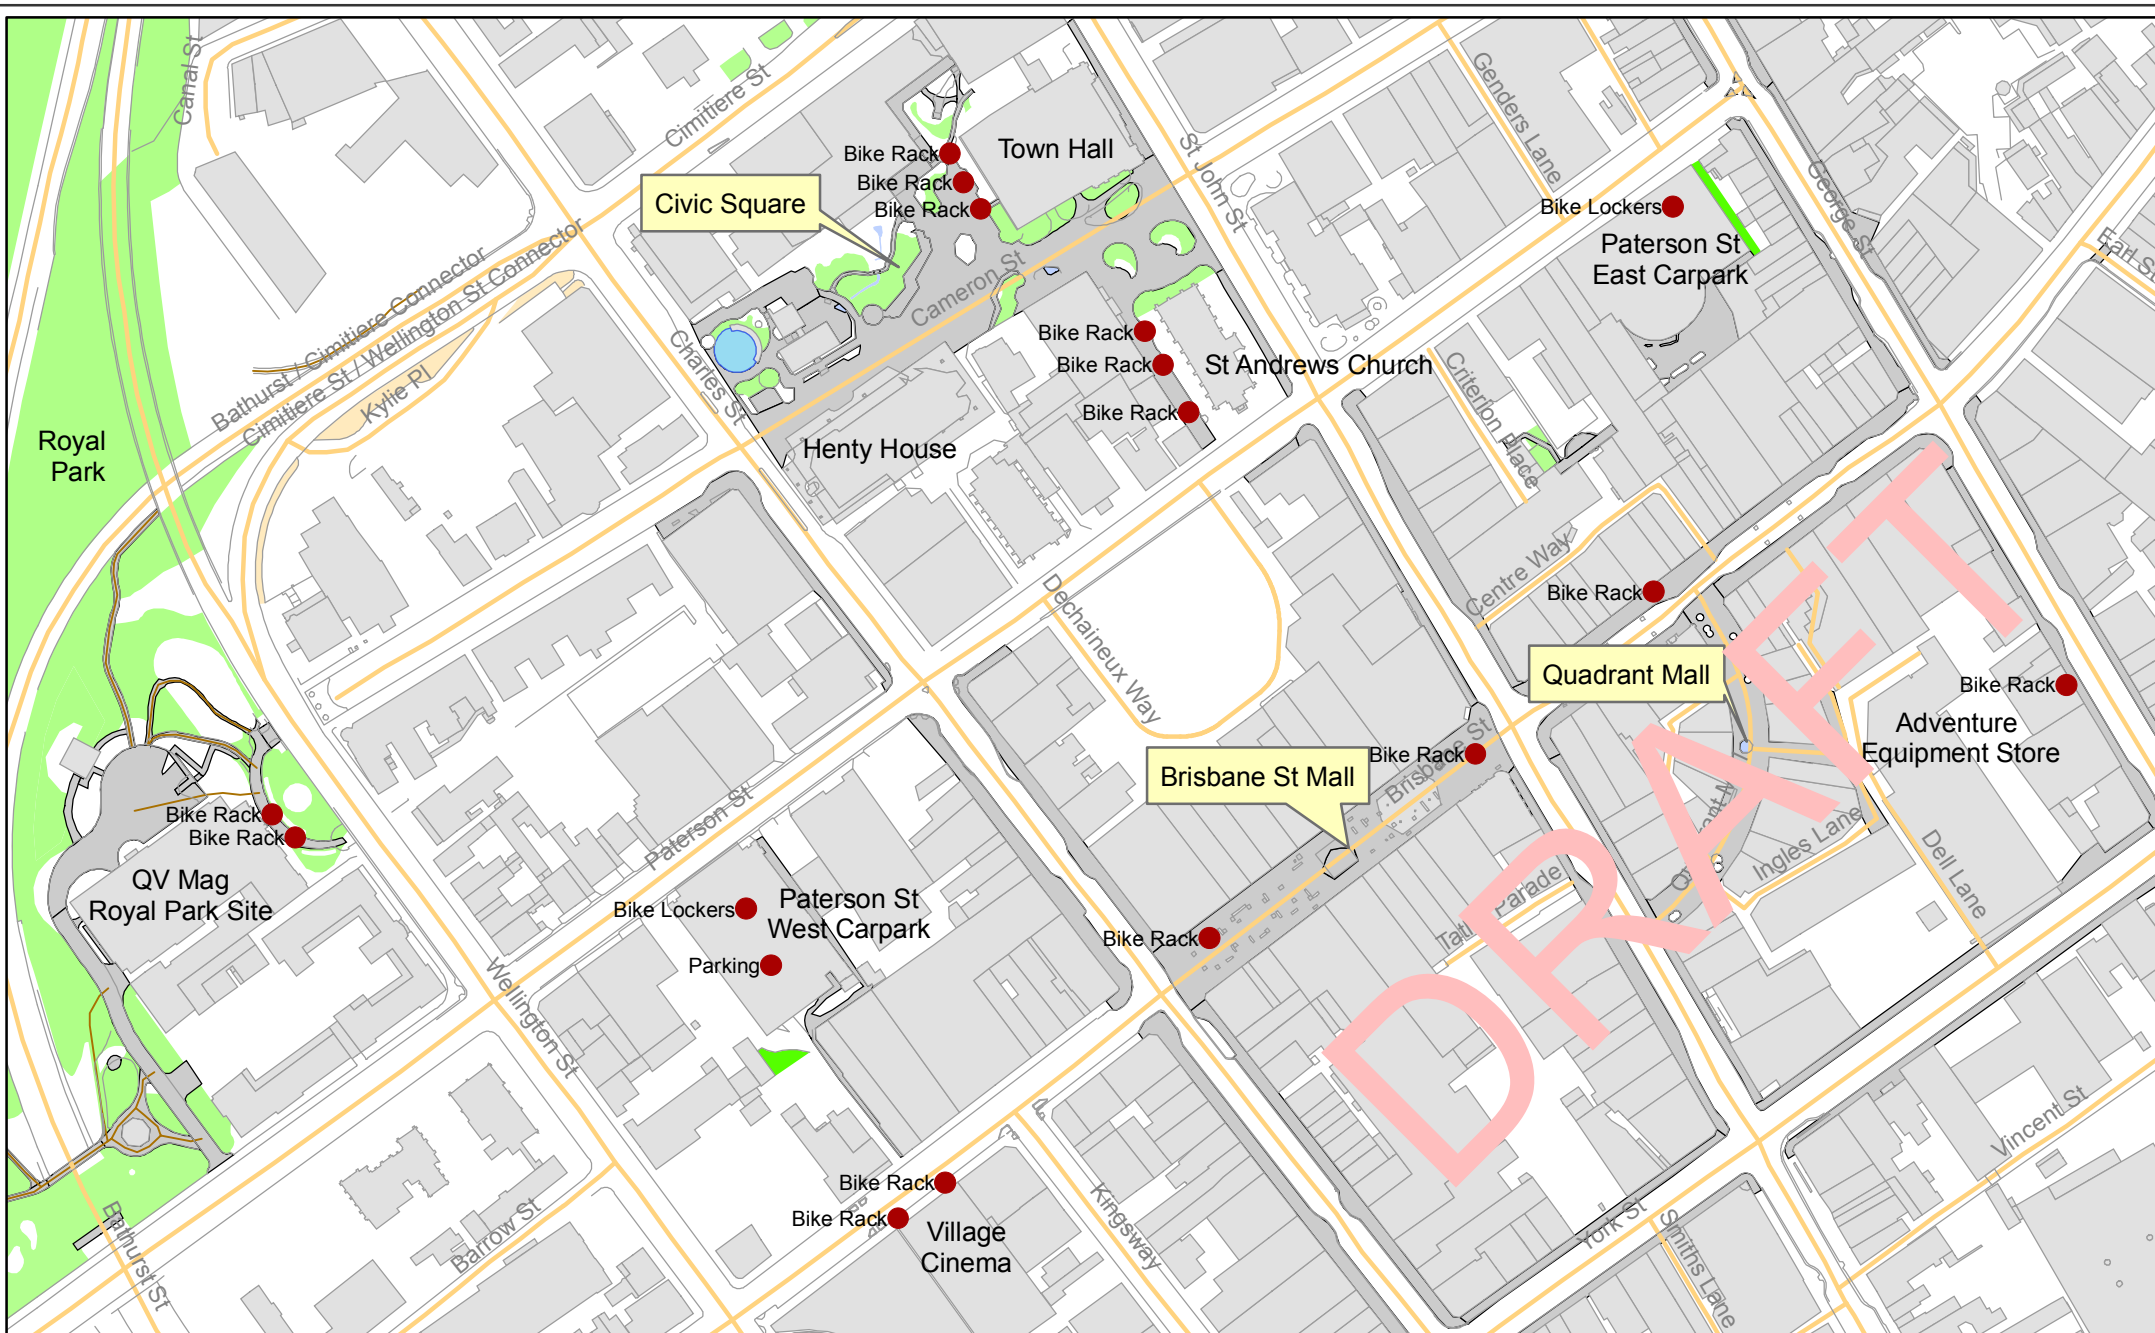 Canal St
Cimitiere St
Genders Lane
St John St
Town Hall
Bike Rack
Bike Rack
Bike Rack
Civic Square
George St
Bike Lockers
Paterson St
East Carpark
Earl St
Bathurst / Cimitiere Connector
Cimitiere St / Wellington St Connector
Cameron St
Kylie Pl
Charles St
Bike Rack
Bike Rack
Bike Rack
St Andrews Church
Criterion Place
Royal
Park
Henty House
Centre Way
Dechaineux Way
Bike Rack
Quadrant Mall
Bike Rack
Adventure
Equipment Store
Brisbane St
Bike Rack
Brisbane St Mall
Bike Rack
Bike Rack
QV Mag
Royal Park Site
Paterson St
Ingles Lane
Dell Lane
Bike Lockers
Paterson St
West Carpark
Parking
Bike Rack
Parade
DRAFT
Wellington St
Bathurst St
Barrow St
Bike Rack
Bike Rack
Village
Cinema
Kingsway
York St
Smiths Lane
Vincent St